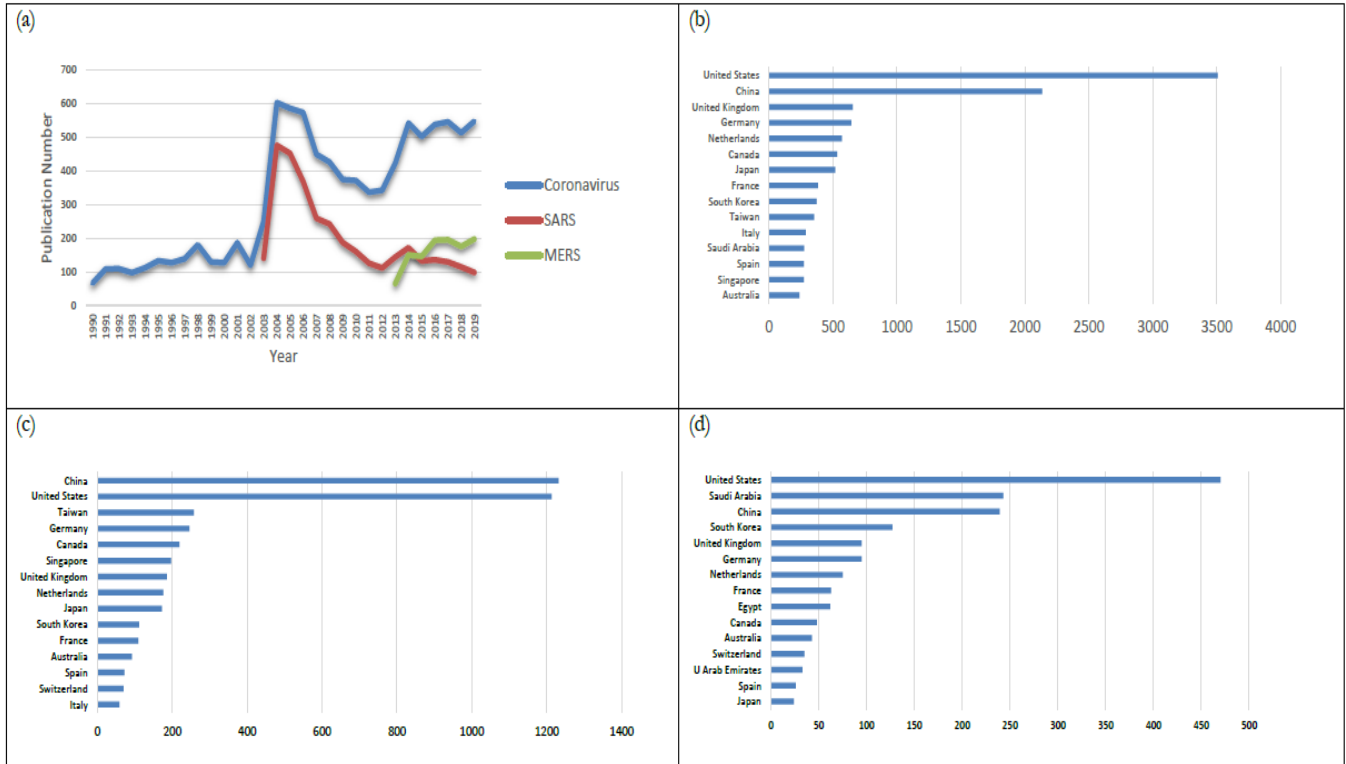 (a)
700
600
500
400
300
200
100
0
Publication Number
1990 1991 1992 1993 1994 1995 1996 1997 1998 1999 2000 2001 2002 2003 2004 2005 2006 2007 2008 2009 2010 2011 2012 2013 2014 2015 2016 2017 2018 2019
Year
Coronavirus
SARS
MERS
(b)
United States
China
United Kingdom
Germany
Netherlands
Canada
Japan
France
South Korea
Taiwan
Italy
Saudi Arabia
Spain
Singapore
Australia
0 500 1000 1500 2000 2500 3000 3500 4000
(c)
China
United States
Taiwan
Germany
Canada
Singapore
United Kingdom
Netherlands
Japan
South Korea
France
Australia
Spain
Switzerland
Italy
0 200 400 600 800 1000 1200 1400
(d)
United States
Saudi Arabia
China
South Korea
United Kingdom
Germany
Netherlands
France
Egypt
Canada
Australia
Switzerland
U Arab Emirates
Spain
Japan
0 50 100 150 200 250 300 350 400 450 500